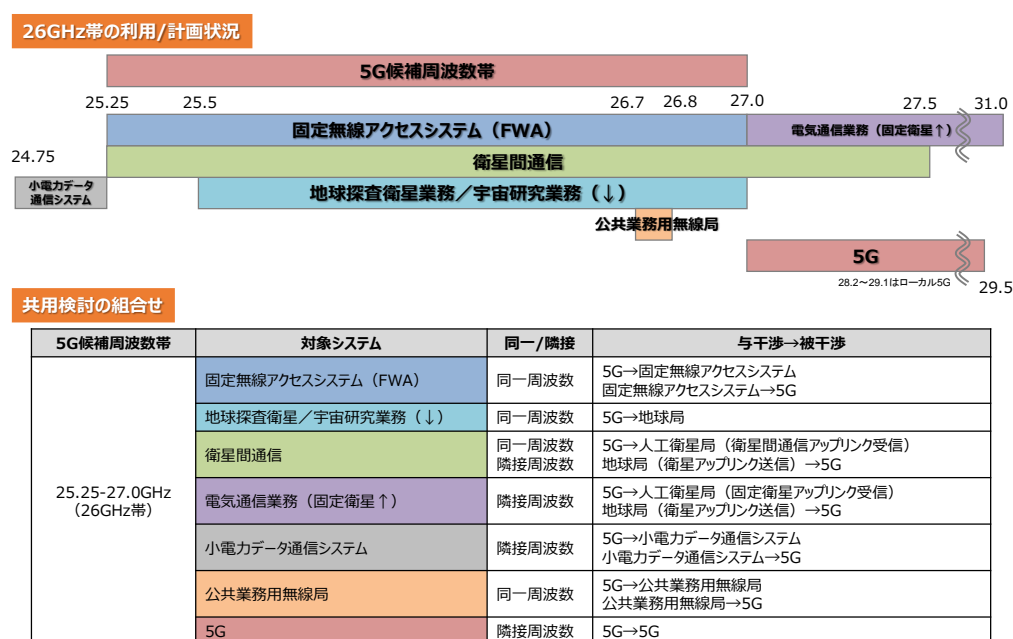 26GHz帯の利用/計画状況
5G候補周波数帯
25.25 25.5 26.7 26.8 27.0 27.5 31.0
固定無線アクセスシステム（FWA） 電気通信業務（固定衛星↑）
24.75
衛星間通信
小電力データ
通信システム
地球探査衛星業務／宇宙研究業務（↓）
公共業務用無線局
5G
28.2～29.1はローカル5G
29.5
共用検討の組合せ
5G候補周波数帯 対象システム 同一/隣接 与干渉→被干渉
25.25-27.0GHz
（26GHz帯）
固定無線アクセスシステム（FWA） 同一周波数 5G→固定無線アクセスシステム
固定無線アクセスシステム→5G
地球探査衛星／宇宙研究業務（↓） 同一周波数 5G→地球局
衛星間通信 同一周波数 5G→人工衛星局（衛星間通信アップリンク受信）
隣接周波数 地球局（衛星アップリンク送信）→5G
電気通信業務（固定衛星↑） 隣接周波数 5G→人工衛星局（固定衛星アップリンク受信）
地球局（衛星アップリンク送信）→5G
小電力データ通信システム 隣接周波数 5G→小電力データ通信システム
小電力データ通信システム→5G
公共業務用無線局 同一周波数 5G→公共業務用無線局
公共業務用無線局→5G
5G 隣接周波数 5G→5G